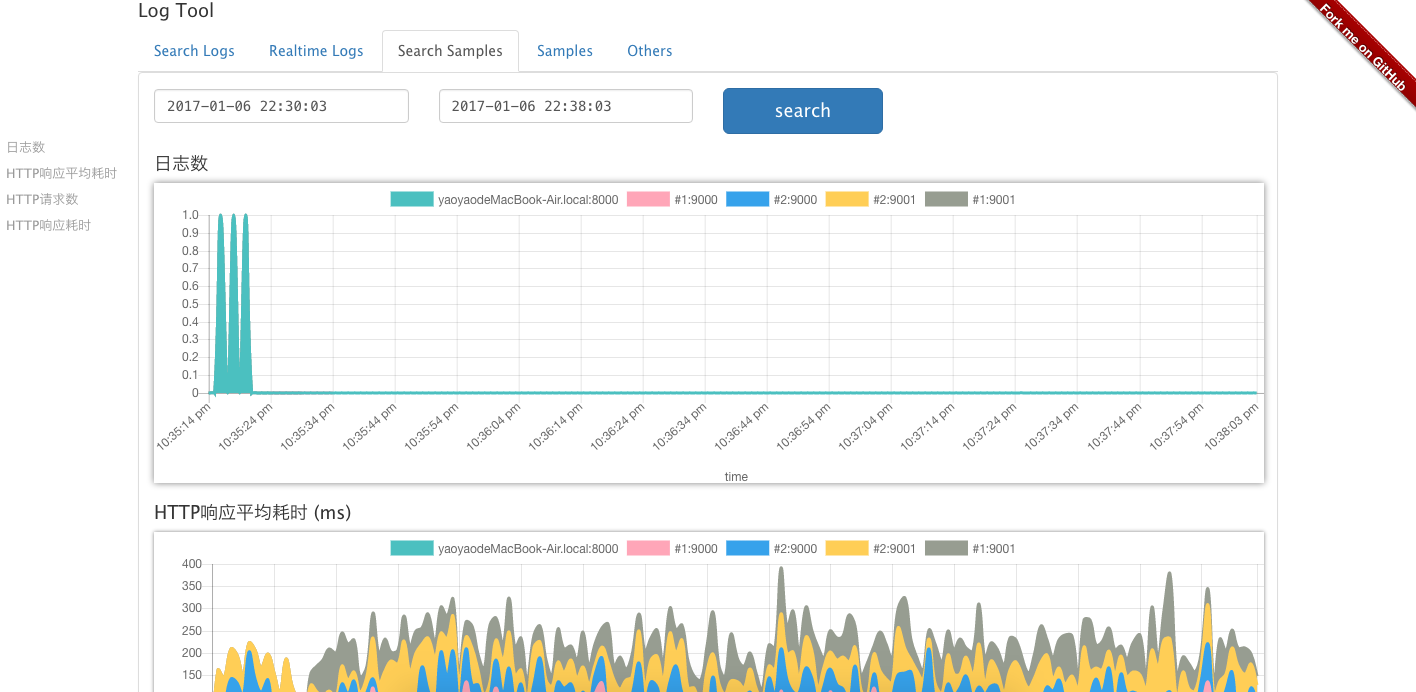 Log Tool
Fork me on GitHub
Search Logs Realtime Logs Search Samples Samples Others
2017-01-06 22:30:03 2017-01-06 22:38:03 search
日志数
HTTP响应平均耗时
HTTP请求数
HTTP响应耗时
日志数
yaoyaodeMacBook-Air.local:8000 #1:9000 #2:9000 #2:9001 #1:9001
1.0
0.9
0.8
0.7
0.6
0.5
0.4
0.3
0.2
0.1
0
10:35:14 pm 10:35:24 pm 10:35:34 pm 10:35:44 pm 10:35:54 pm 10:36:04 pm 10:36:14 pm 10:36:24 pm 10:36:34 pm 10:36:44 pm 10:36:54 pm 10:37:04 pm 10:37:14 pm 10:37:24 pm 10:37:34 pm 10:37:44 pm 10:37:54 pm 10:38:03 pm
time
HTTP响应平均耗时 (ms)
yaoyaodeMacBook-Air.local:8000 #1:9000 #2:9000 #2:9001 #1:9001
400
350
300
250
200
150